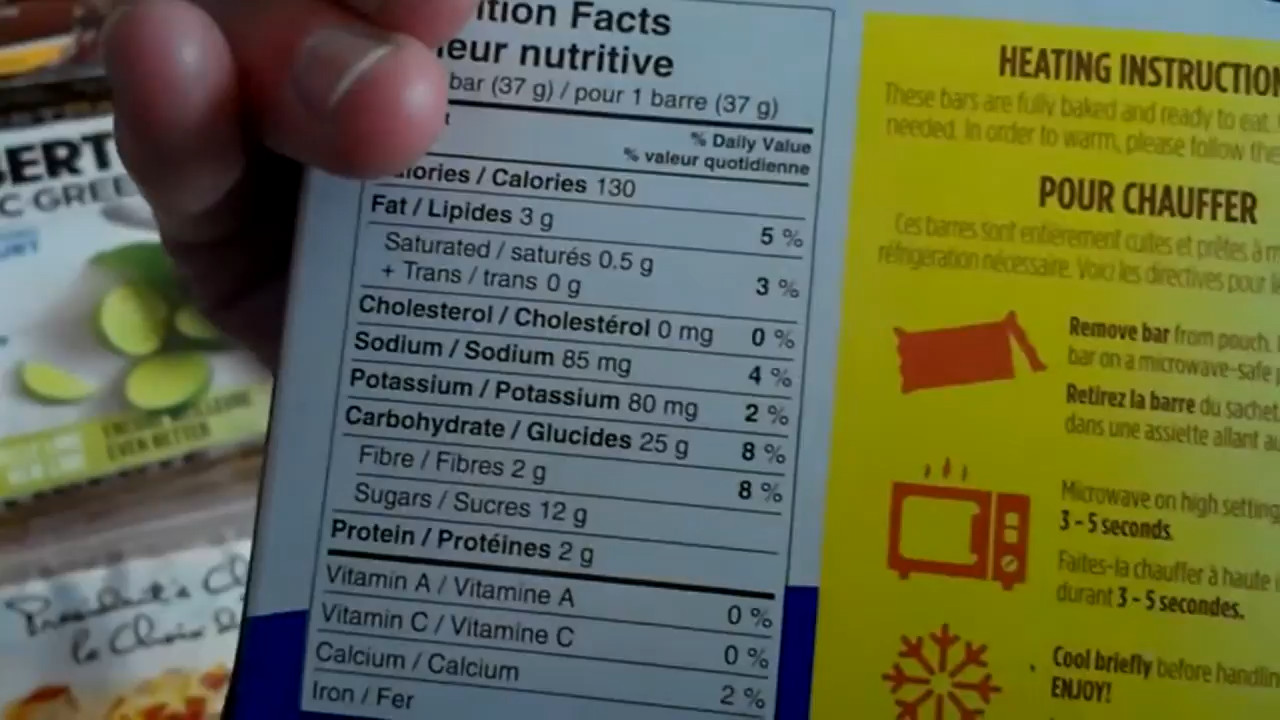 ition Facts
eur nutritive
bar (37 g) / pour 1 barre (37 g)
% Daily Value
% valeur quotidienne
lories / Calories 130
Fat / Lipides 3 g 5 %
Saturated / saturés 0.5 g
+ Trans / trans 0 g 3 %
Cholesterol / Cholestérol 0 mg 0 %
Sodium / Sodium 85 mg 4 %
Potassium / Potassium 80 mg 2 %
Carbohydrate / Glucides 25 g 8 %
Fibre / Fibres 2 g 8 %
Sugars / Sucres 12 g
Protein / Protéines 2 g
Vitamin A / Vitamine A 0 %
Vitamin C / Vitamine C 0 %
Calcium / Calcium 2 %
Iron / Fer
HEATING INSTRUCTION
These bars are fully baked and ready to eat.
needed. In order to warm, please follow the
POUR CHAUFFER
Ces barres sont entièrement cuites et prêtes à m
réfrigération nécessaire. Voici les directives pour
Remove bar from pouch.
bar on a microwave-safe
Retirez la barre du sachet
dans une assiette allant au
Microwave on high setting
3 - 5 seconds.
Faites-la chauffer à haute
durant 3 - 5 secondes.
Cool briefly before handlin
ENJOY!
BERT
C GREE
EVEN BETTER